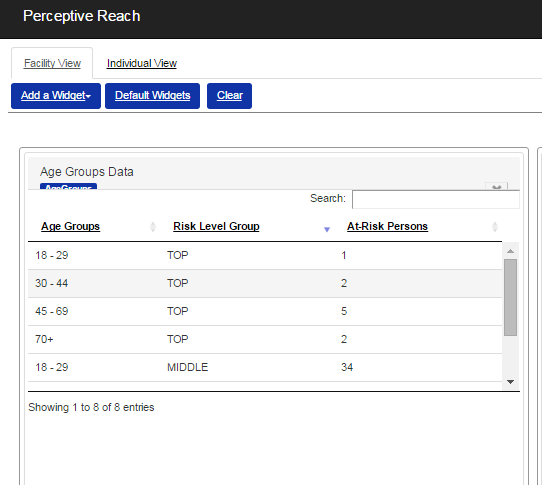 Perceptive Reach
Facility View Individual View
Add a Widget Default Widgets Clear
Age Groups Data
AgeGroups
Search:
Age Groups Risk Level Group At-Risk Persons
18 - 29 TOP 1
30 - 44 TOP 2
45 - 69 TOP 5
70+ TOP 2
18 - 29 MIDDLE 34
Showing 1 to 8 of 8 entries